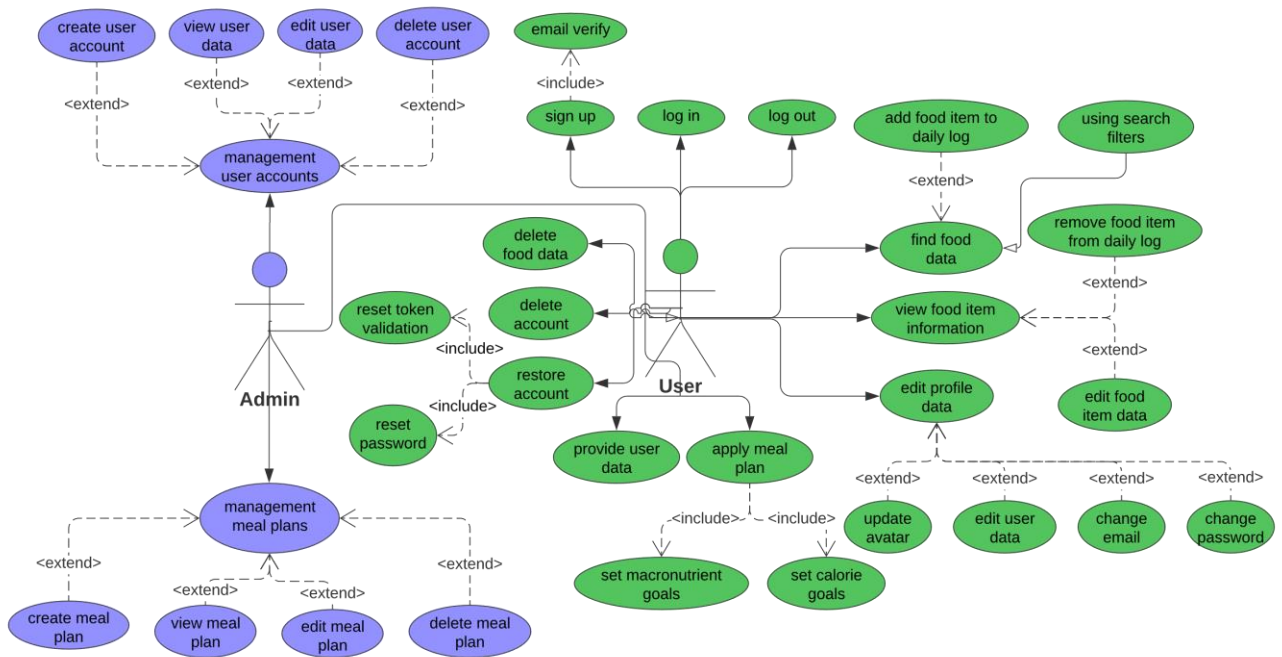 create user
account
view user
data
edit user
data
delete user
account
email verify
<extend>
<extend>
<extend>
<extend>
<include>
sign up
log in
log out
add food item to
daily log
using search
filters
management
user accounts
<extend>
delete
food data
find food
data
remove food item
from daily log
<extend>
reset token
validation
delete
account
view food item
information
<include>
<extend>
restore
account
Admin
User
edit profile
data
edit food
item data
<include>
reset
password
provide user
data
apply meal
plan
<extend>
<extend>
<extend>
<extend>
management
meal plans
<include>
<include>
update
avatar
edit user
data
change
email
change
password
<extend>
<extend>
<extend>
<extend>
set macronutrient
goals
set calorie
goals
create meal
plan
view meal
plan
edit meal
plan
delete meal
plan